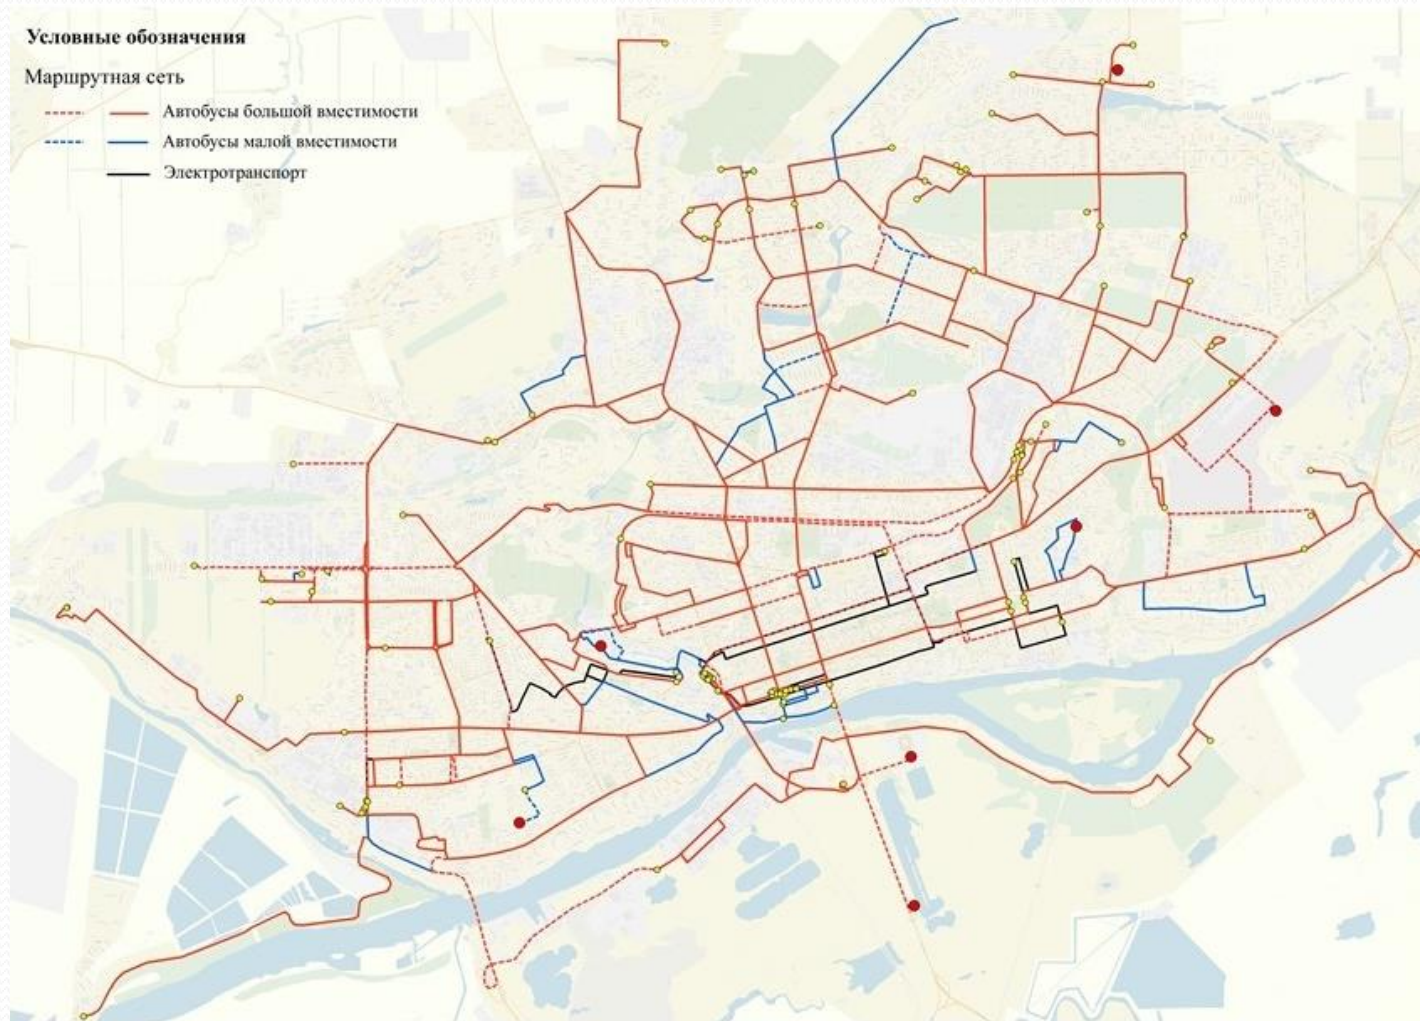 Условные обозначения
Маршрутная сеть
Автобусы большой вместимости
Автобусы малой вместимости
Электротранспорт